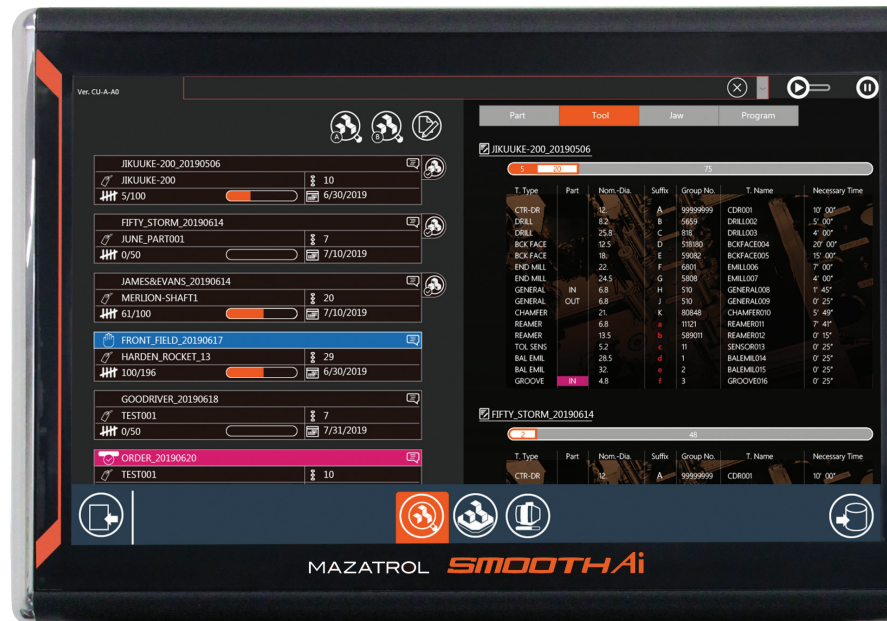 Ver. CU-A-A0
A
B
JIKUUKE-200_20190506
JIKUUKE-200 10
5/100 6/30/2019
FIFTY_STORM_20190614
JUNE_PART001 7
0/50 7/10/2019
JAMES&EVANS_20190614
MERLION-SHAFT1 20
61/100 7/10/2019
FRONT_FIELD_20190617
HARDEN_ROCKET_13 29
100/196 6/30/2019
GOODRIVER_20190618
TEST001 7
0/50 7/31/2019
ORDER_20190620
TEST001 10
Part Tool Jaw Program
JIKUUKE-200_20190506
5 20 75
T. Type Part Nom.-Dia. Suffix Group No. T. Name Necessary Time
CTR-DR 12. A 99999999 CDR001 10' 00"
DRILL 8.2 B 5659 DRILL002 5' 00"
DRILL 25.8 C 818 DRILL003 4' 00"
BCK FACE 12.5 D 518180 BCKFACE004 20' 00"
BCK FACE 18. E 59082 BCKFACE005 15' 00"
END MILL 22. F 6801 EMILL006 7' 00"
END MILL 24.5 G 5808 EMILL007 4' 00"
GENERAL IN 6.8 H 510 GENERAL008 1' 45"
GENERAL OUT 6.8 J 510 GENERAL009 0' 25"
CHAMFER 21. K 80848 CHAMFER010 5' 49"
REAMER 6.8 a 11121 REAMER011 7' 41"
REAMER 13.5 b 589011 REAMER012 0' 15"
TOL SENS 5.2 c 11 SENSOR013 0' 25"
BAL EMIL 28.5 d 1 BALEMIL014 0' 25"
BAL EMIL 32. e 2 BALEMIL015 0' 25"
GROOVE IN 4.8 f 3 GROOVE016 0' 25"
FIFTY_STORM_20190614
2 48
T. Type Part Nom.-Dia. Suffix Group No. T. Name Necessary Time
CTR-DR 12. A 99999999 CDR001 10' 00"
MAZATROL SMOOTH Ai